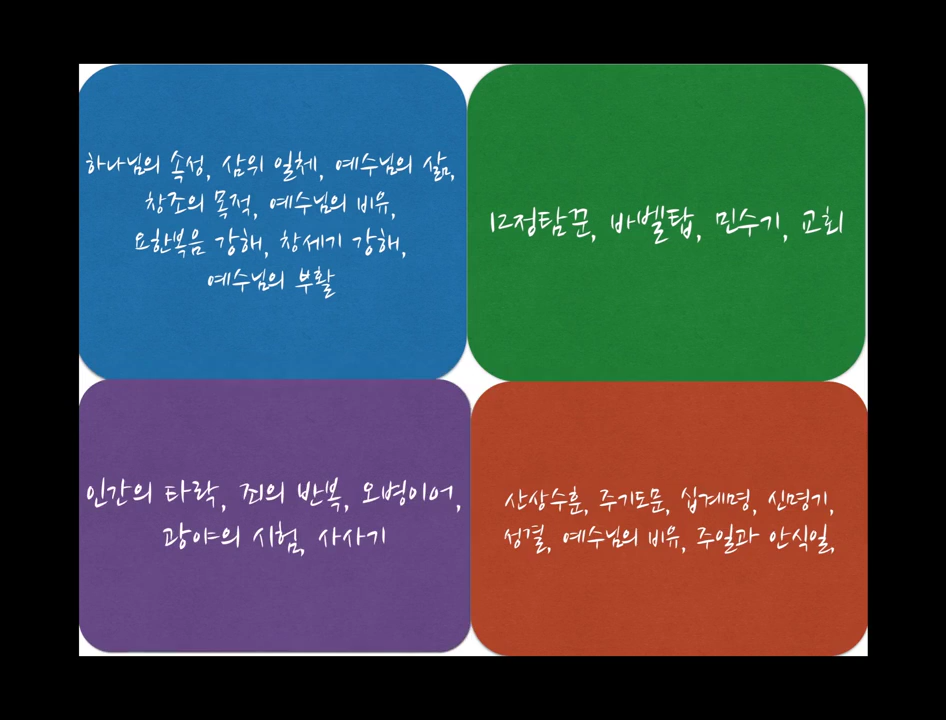 하나님의 속성, 삼위 일체, 예수님의 삶,
창조의 목적, 예수님의 비유,
요한복음 강해, 창세기 강해,
예수님의 부활
12정탐꾼, 바벨탑, 민수기, 교회
인간의 타락, 죄의 반복, 오병이어,
광야의 시험, 사사기
산상수훈, 주기도문, 십계명, 신명기,
성결, 예수님의 비유, 주일과 안식일,